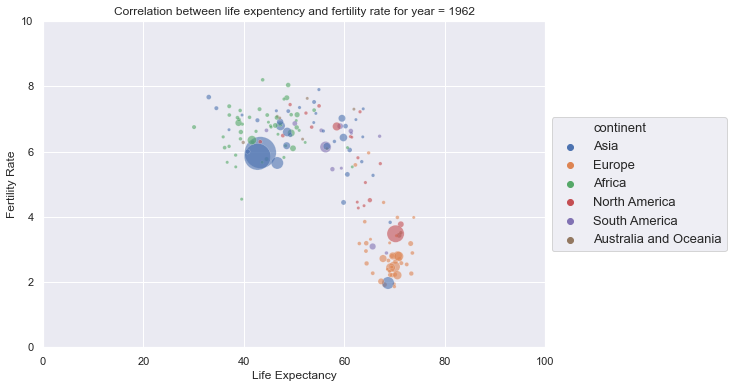 Correlation between life expentency and fertility rate for year = 1962
10
8
6
4
2
0
Fertility Rate
0 20 40 60 80 100
Life Expectancy
continent
Asia
Europe
Africa
North America
South America
Australia and Oceania